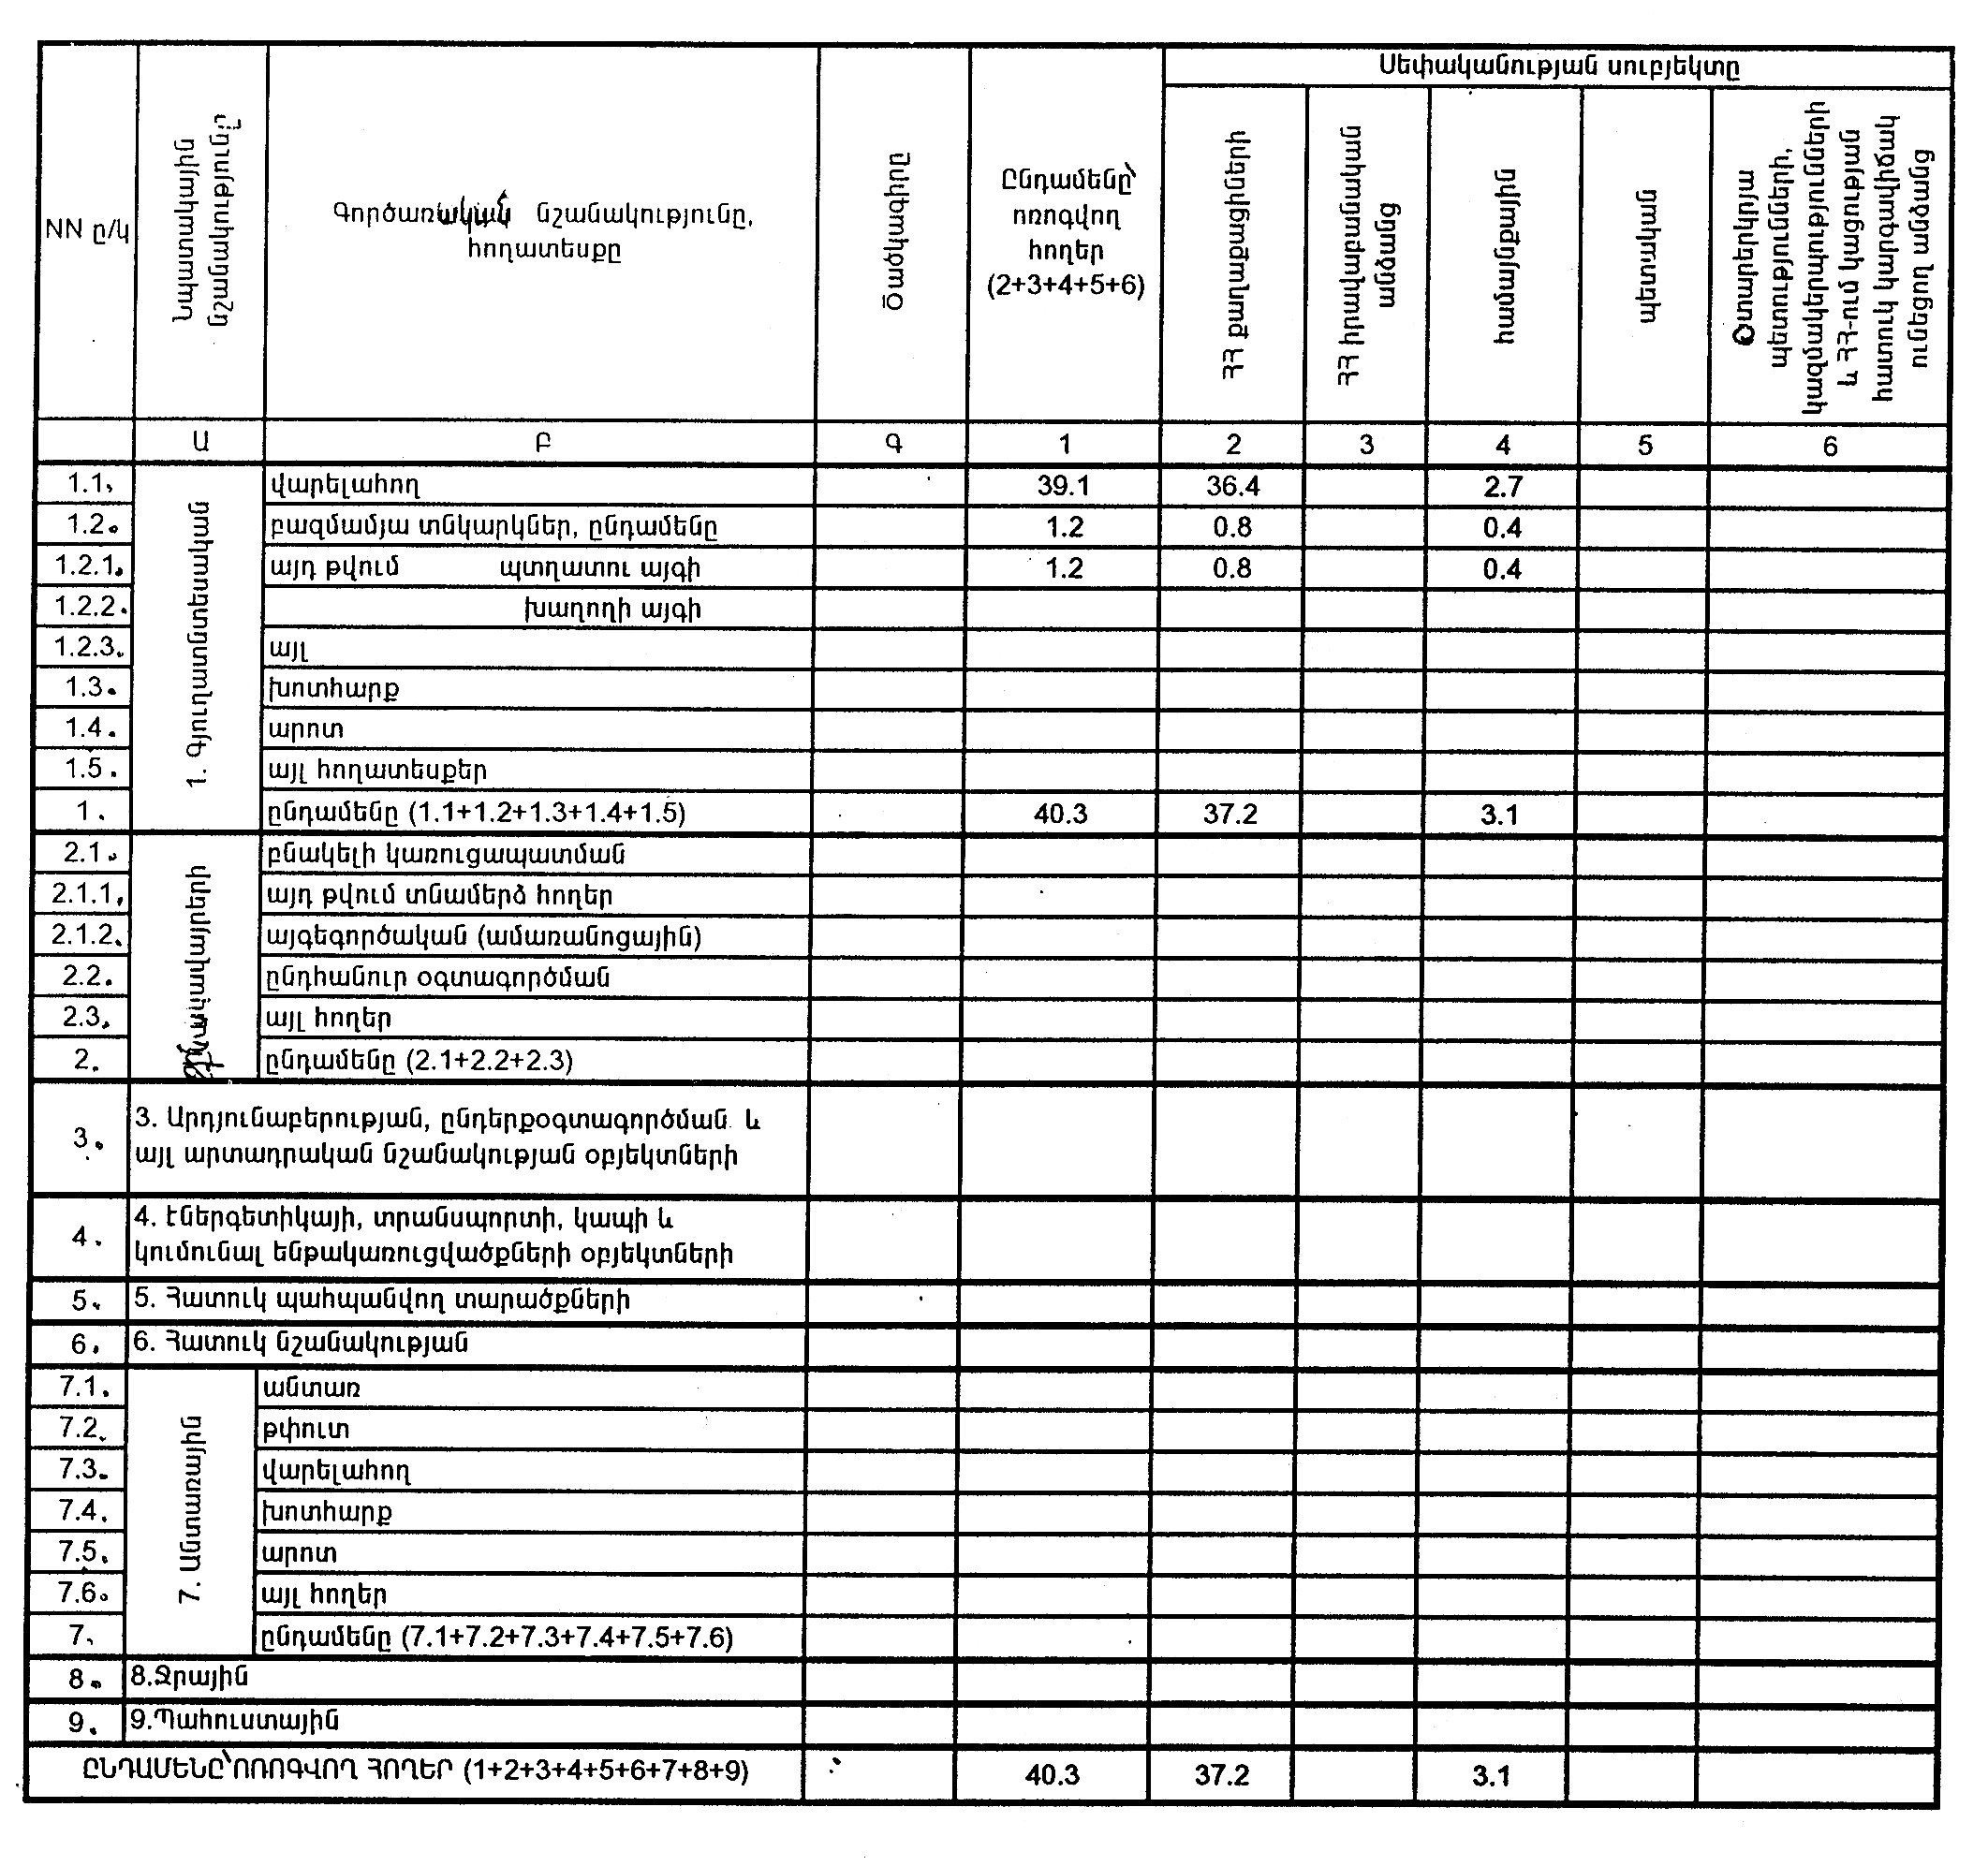 Սեփականության սուբյեկտը
NN ը/կ
Նպատակային
նշանակությունը
Գործառական նշանակությունը,
հողատեսքը
Ծածկագիրը
Ընդամենը՝
ոռոգվող
հողեր
(2+3+4+5+6)
ՀՀ քաղաքացիների
ՀՀ իրավաբանական
անձանց
համայնքային
պետական
Օտարերկրյա
պետությունների,
կազմակերպությունների
և ՀՀ-ում կացության
հատուկ կարգավիճակ
ունեցող անձանց
Ա Բ Գ 1 2 3 4 5 6
1. Գյուղատնտեսական
1.1. վարելահող 39.1 36.4 2.7
1.2. բազմամյա տնկարկներ, ընդամենը 1.2 0.8 0.4
1.2.1. այդ թվում պտղատու այգի 1.2 0.8 0.4
1.2.2. խաղողի այգի
1.2.3. այլ
1.3. խոտհարք
1.4. արոտ
1.5. այլ հողատեսքեր
1. ընդամենը (1.1+1.2+1.3+1.4+1.5) 40.3 37.2 3.1
2.1. բնակելի կառուցապատման
2.1.1. այդ թվում տնամերձ հողեր
2.1.2. այգեգործական (ամառանոցային)
2.2. ընդհանուր օգտագործման
2.3. այլ հողեր
2. ընդամենը (2.1+2.2+2.3)
3. 3. Արդյունաբերության, ընդերքօգտագործման և
այլ արտադրական նշանակության օբյեկտների
4. 4. էներգետիկայի, տրանսպորտի, կապի և
կոմունալ ենթակառուցվածքների օբյեկտների
5. 5. Հատուկ պահպանվող տարածքների
6. 6. Հատուկ նշանակության
7. Անտառային
7.1. անտառ
7.2. թփուտ
7.3. վարելահող
7.4. խոտհարք
7.5. արոտ
7.6. այլ հողեր
7. ընդամենը (7.1+7.2+7.3+7.4+7.5+7.6)
8. 8.Ջրային
9. 9.Պահուստային
ԸՆԴԱՄԵՆԸ՝ՈՌՈԳՎՈՂ ՀՈՂԵՐ (1+2+3+4+5+6+7+8+9) 40.3 37.2 3.1